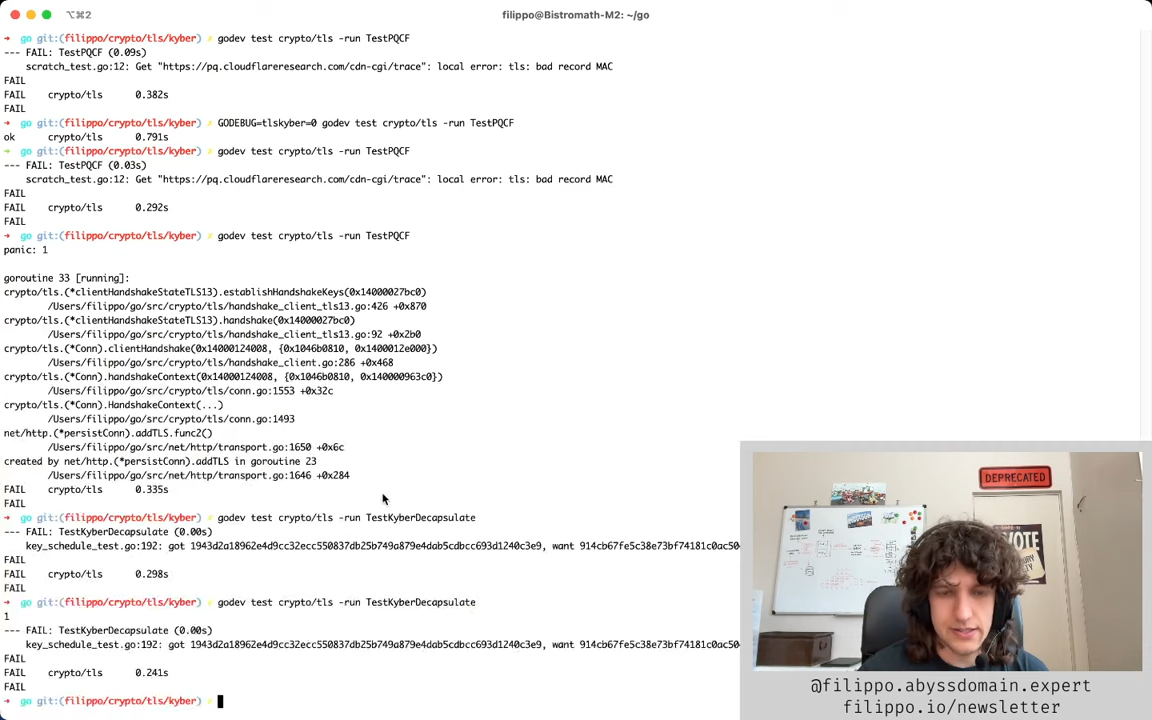 ⌥⌘2
filippo@Bistromath-M2: ~/go
➜ go git:(filippo/crypto/tls/kyber) ✗ godev test crypto/tls -run TestPQCF
--- FAIL: TestPQCF (0.09s)
scratch_test.go:12: Get "https://pq.cloudflareresearch.com/cdn-cgi/trace": local error: tls: bad record MAC
FAIL
FAIL crypto/tls 0.382s
FAIL
➜ go git:(filippo/crypto/tls/kyber) ✗ GODEBUG=tlskyber=0 godev test crypto/tls -run TestPQCF
ok crypto/tls 0.791s
➜ go git:(filippo/crypto/tls/kyber) ✗ godev test crypto/tls -run TestPQCF
--- FAIL: TestPQCF (0.03s)
scratch_test.go:12: Get "https://pq.cloudflareresearch.com/cdn-cgi/trace": local error: tls: bad record MAC
FAIL
FAIL crypto/tls 0.292s
FAIL
➜ go git:(filippo/crypto/tls/kyber) ✗ godev test crypto/tls -run TestPQCF
panic: 1
goroutine 33 [running]:
crypto/tls.(*clientHandshakeStateTLS13).establishHandshakeKeys(0x14000027bc0)
/Users/filippo/go/src/crypto/tls/handshake_client_tls13.go:426 +0x870
crypto/tls.(*clientHandshakeStateTLS13).handshake(0x14000027bc0)
/Users/filippo/go/src/crypto/tls/handshake_client_tls13.go:92 +0x2b0
crypto/tls.(*Conn).clientHandshake(0x14000124008, {0x1046b0810, 0x1400012e000})
/Users/filippo/go/src/crypto/tls/handshake_client.go:286 +0x468
crypto/tls.(*Conn).handshakeContext(0x14000124008, {0x1046b0810, 0x140000963c0})
/Users/filippo/go/src/crypto/tls/conn.go:1553 +0x32c
crypto/tls.(*Conn).HandshakeContext(...)
/Users/filippo/go/src/crypto/tls/conn.go:1493
net/http.(*persistConn).addTLS.func2()
/Users/filippo/go/src/net/http/transport.go:1650 +0x6c
created by net/http.(*persistConn).addTLS in goroutine 23
/Users/filippo/go/src/net/http/transport.go:1646 +0x284
FAIL crypto/tls 0.335s
FAIL
➜ go git:(filippo/crypto/tls/kyber) ✗ godev test crypto/tls -run TestKyberDecapsulate
--- FAIL: TestKyberDecapsulate (0.00s)
key_schedule_test.go:192: got 1943d2a18962e4d9cc32ecc550837db25b749a879e4dab5cdbcc693d1240c3e9, want 914cb67fe5c38e73bf74181c0ac50
FAIL
FAIL crypto/tls 0.298s
FAIL
➜ go git:(filippo/crypto/tls/kyber) ✗ godev test crypto/tls -run TestKyberDecapsulate
1
--- FAIL: TestKyberDecapsulate (0.00s)
key_schedule_test.go:192: got 1943d2a18962e4d9cc32ecc550837db25b749a879e4dab5cdbcc693d1240c3e9, want 914cb67fe5c38e73bf74181c0ac50
FAIL
FAIL crypto/tls 0.241s
FAIL
➜ go git:(filippo/crypto/tls/kyber) ✗
DEPRECATED
VOTE
@filippo.abyssdomain.expert
filippo.io/newsletter